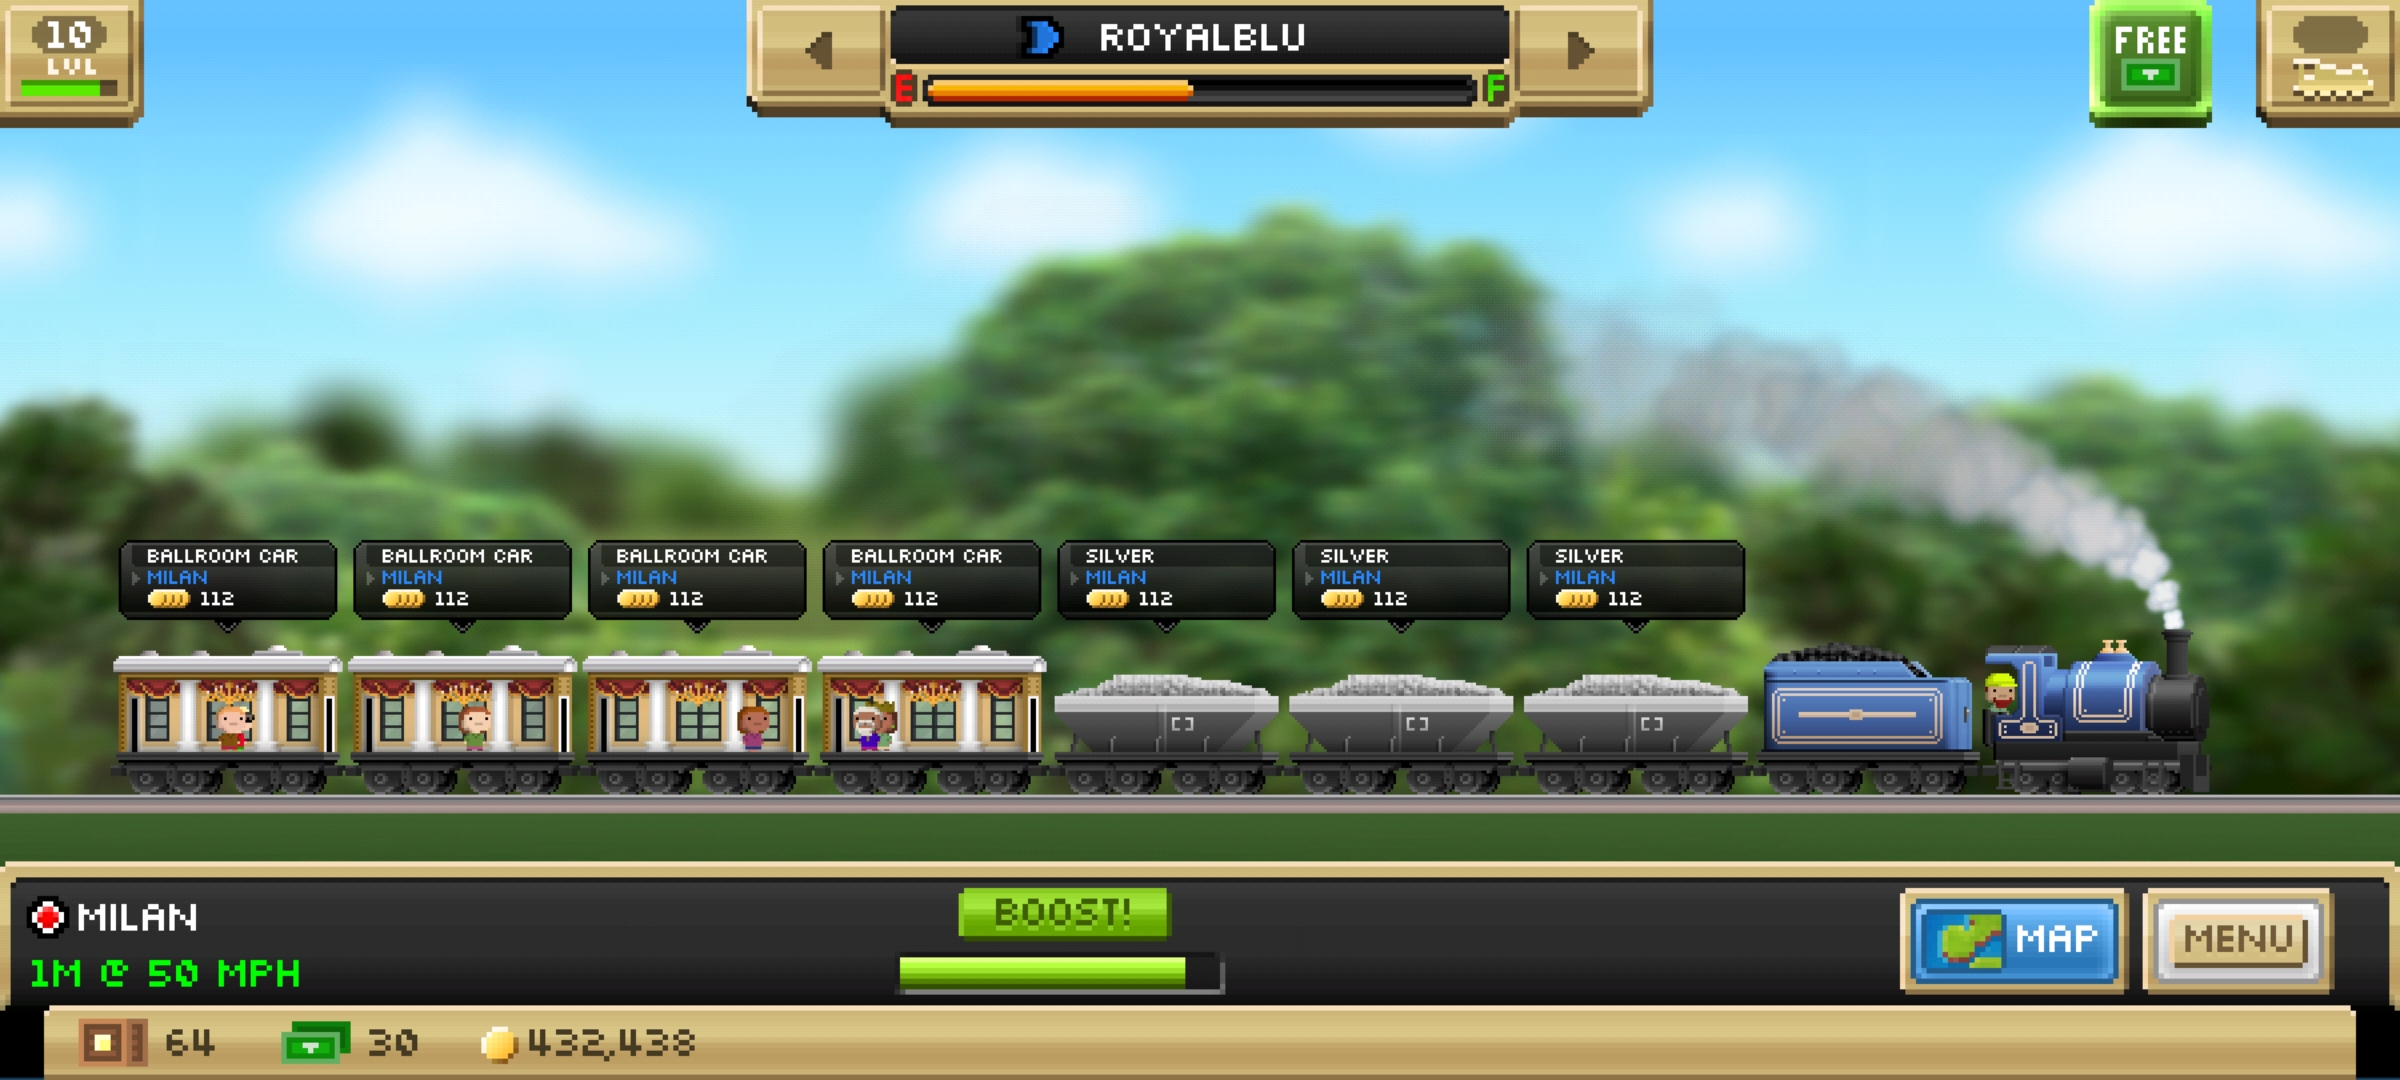 10
LVL
ROYALBLU
E F
FREE
BALLROOM CAR
MILAN
112
BALLROOM CAR
MILAN
112
BALLROOM CAR
MILAN
112
BALLROOM CAR
MILAN
112
SILVER
MILAN
112
SILVER
MILAN
112
SILVER
MILAN
112
MILAN
1M @ 50 MPH
BOOST!
MAP
MENU
64
30
432,438